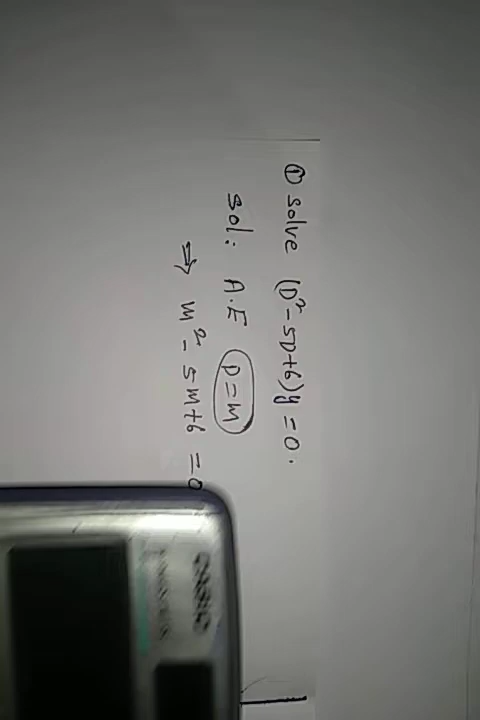 ① solve (D²-5D+6)y=0.
Sol: A.E D=m
⇒ m²-5m+6=0
CASIO